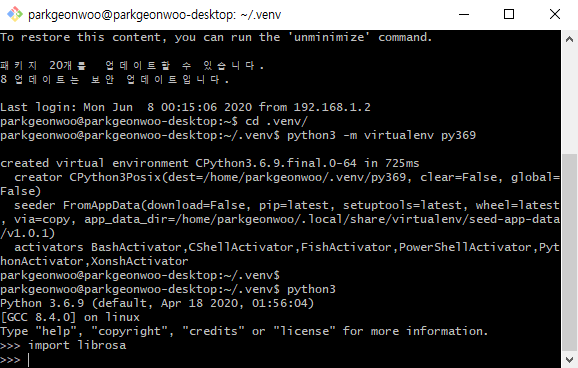 parkgeonwoo@parkgeonwoo-desktop: ~/.venv
To restore this content, you can run the 'unminimize' command.
패키지 20개를 업데이트할 수 있습니다.
8 업데이트는 보안 업데이트입니다.
Last login: Mon Jun  8 00:15:06 2020 from 192.168.1.2
parkgeonwoo@parkgeonwoo-desktop:~$ cd .venv/
parkgeonwoo@parkgeonwoo-desktop:~/.venv$ python3 -m virtualenv py369
created virtual environment CPython3.6.9.final.0-64 in 725ms
  creator CPython3Posix(dest=/home/parkgeonwoo/.venv/py369, clear=False, global=
False)
  seeder FromAppData(download=False, pip=latest, setuptools=latest, wheel=latest
, via=copy, app_data_dir=/home/parkgeonwoo/.local/share/virtualenv/seed-app-data
/v1.0.1)
  activators BashActivator,CShellActivator,FishActivator,PowerShellActivator,Pyt
honActivator,XonshActivator
parkgeonwoo@parkgeonwoo-desktop:~/.venv$
parkgeonwoo@parkgeonwoo-desktop:~/.venv$ python3
Python 3.6.9 (default, Apr 18 2020, 01:56:04)
[GCC 8.4.0] on linux
Type "help", "copyright", "credits" or "license" for more information.
>>> import librosa
>>>